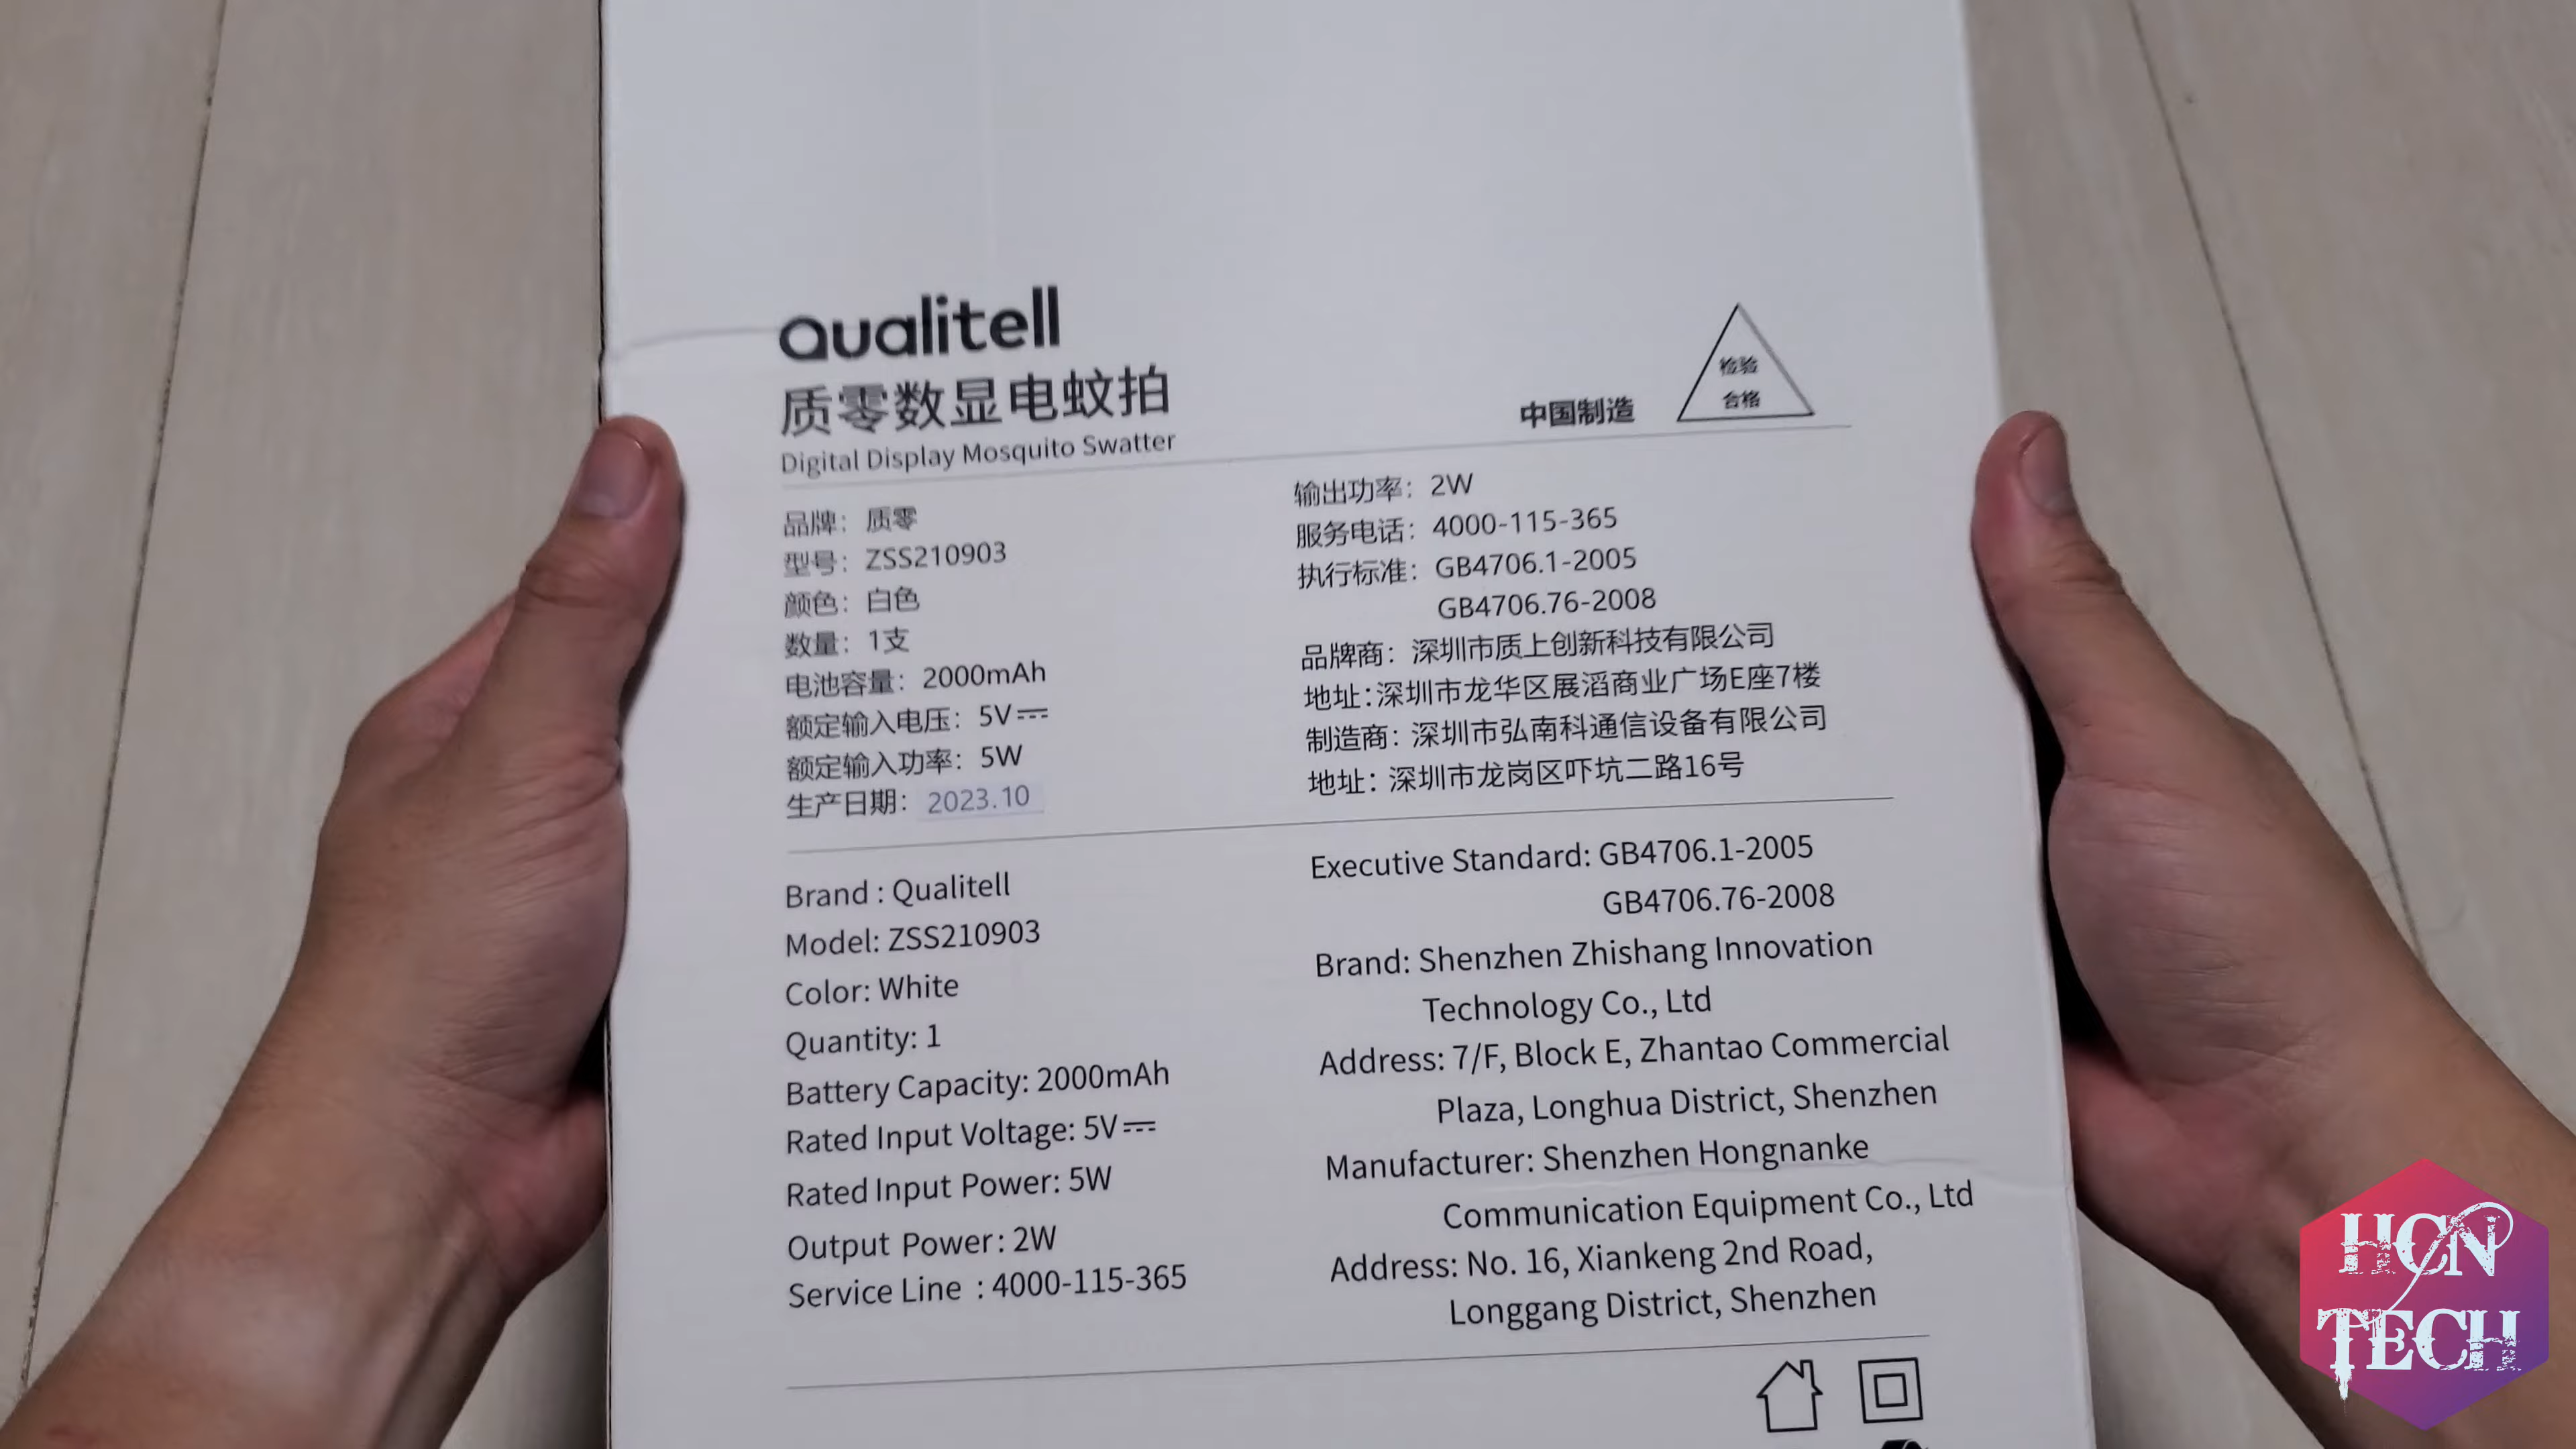 Qualitell
质零数显电蚊拍
Digital Display Mosquito Swatter
中国制造
检验
合格
品牌：质零
型号：ZSS210903
颜色：白色
数量：1支
电池容量：2000mAh
额定输入电压：5V⎓
额定输入功率：5W
生产日期：2023.10
输出功率：2W
服务电话：4000-115-365
执行标准：GB4706.1-2005
GB4706.76-2008
品牌商：深圳市质上创新科技有限公司
地址：深圳市龙华区展滔商业广场E座7楼
制造商：深圳市弘南科通信设备有限公司
地址：深圳市龙岗区吓坑二路16号
Brand : Qualitell
Model: ZSS210903
Color: White
Quantity: 1
Battery Capacity: 2000mAh
Rated Input Voltage: 5V⎓
Rated Input Power: 5W
Output Power: 2W
Service Line : 4000-115-365
Executive Standard: GB4706.1-2005
GB4706.76-2008
Brand: Shenzhen Zhishang Innovation
Technology Co., Ltd
Address: 7/F, Block E, Zhantao Commercial
Plaza, Longhua District, Shenzhen
Manufacturer: Shenzhen Hongnanke
Communication Equipment Co., Ltd
Address: No. 16, Xiankeng 2nd Road,
Longgang District, Shenzhen
HCN
TECH